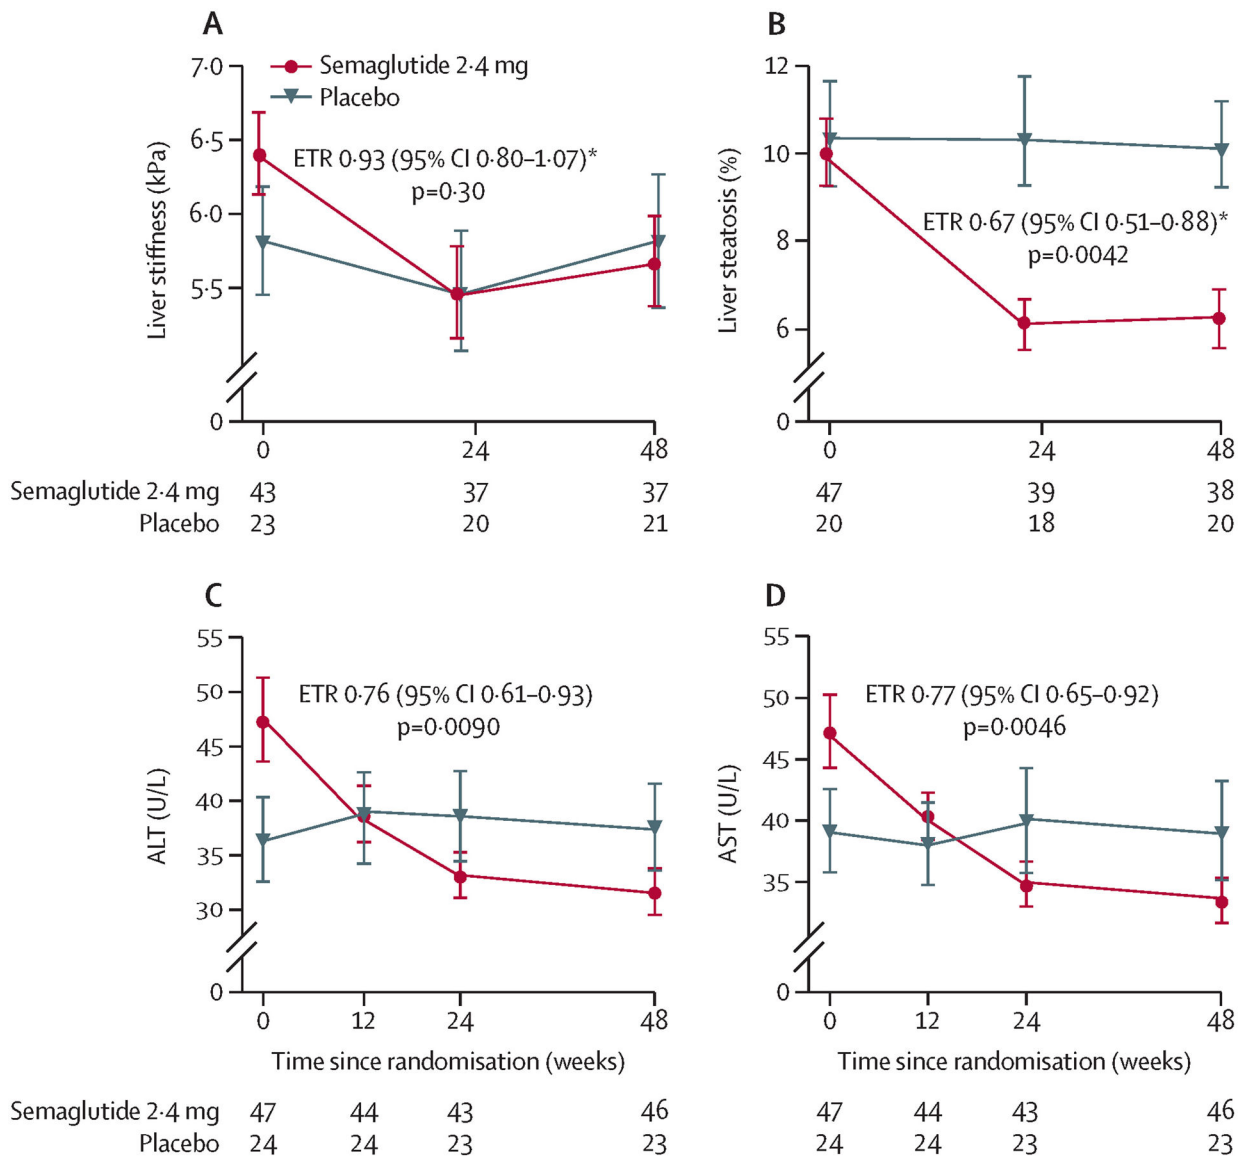 A
7·0
Semaglutide 2·4 mg
Placebo
6·5
ETR 0·93 (95% CI 0·80–1·07)*
p=0·30
6·0
5·5
0
Liver stiffness (kPa)
0 24 48
Semaglutide 2·4 mg 43 37 37
Placebo 23 20 21
B
12
10
ETR 0·67 (95% CI 0·51–0·88)*
p=0·0042
8
6
0
Liver steatosis (%)
0 24 48
47 39 38
20 18 20
C
55
50
ETR 0·76 (95% CI 0·61–0·93)
p=0·0090
45
40
35
30
0
ALT (U/L)
0 12 24 48
Time since randomisation (weeks)
Semaglutide 2·4 mg 47 44 43 46
Placebo 24 24 23 23
D
55
50
ETR 0·77 (95% CI 0·65–0·92)
p=0·0046
45
40
35
0
AST (U/L)
0 12 24 48
Time since randomisation (weeks)
47 44 43 46
24 24 23 23